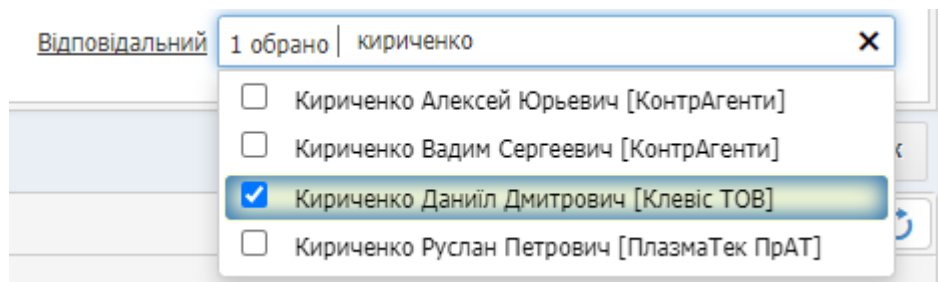 Відповідальний 1 обрано кириченко
Кириченко Алексей Юрьевич [КонтрАгенти]
Кириченко Вадим Сергеевич [КонтрАгенти]
Кириченко Даниїл Дмитрович [Клевіс ТОВ]
Кириченко Руслан Петрович [ПлазмаТек ПрАТ]